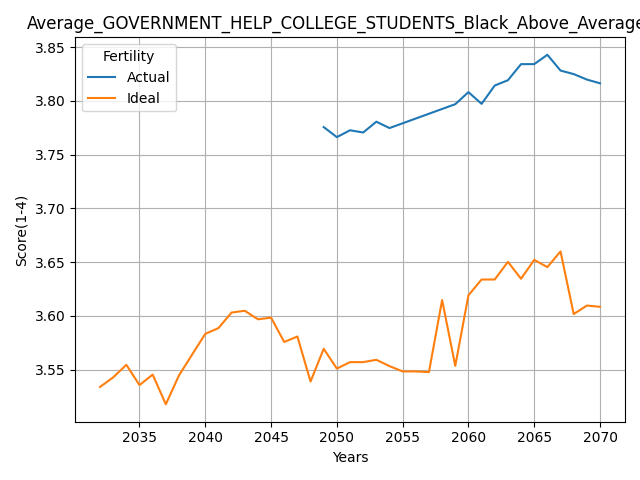 Average_GOVERNMENT_HELP_COLLEGE_STUDENTS_Black_Above_Average
Fertility
Actual
Ideal
Score(1-4)
3.85
3.80
3.75
3.70
3.65
3.60
3.55
2035 2040 2045 2050 2055 2060 2065 2070
Years